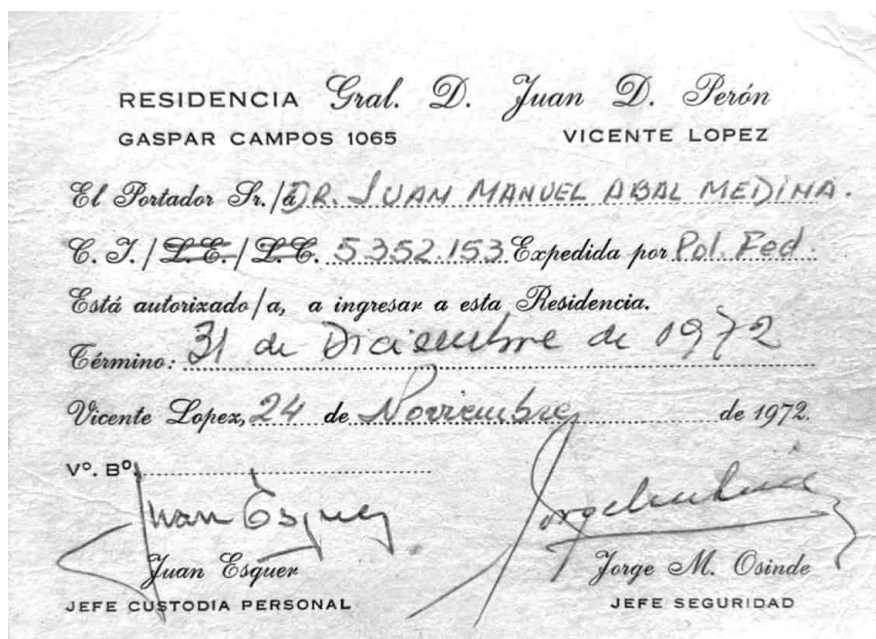 RESIDENCIA Gral. D. Juan D. Perón
GASPAR CAMPOS 1065 VICENTE LOPEZ
El Portador Sr./a DR. JUAN MANUEL ABAL MEDINA.
C. I./L.E./L.C. 5352.153 Expedida por Pol. Fed.
Está autorizado/a, a ingresar a esta Residencia.
Término: 31 de Diciembre de 1972
Vicente Lopez, 24 de Noviembre de 1972.
Vº. Bº.
Juan Esquer
Juan Esquer Jorge M. Osinde
JEFE CUSTODIA PERSONAL JEFE SEGURIDAD